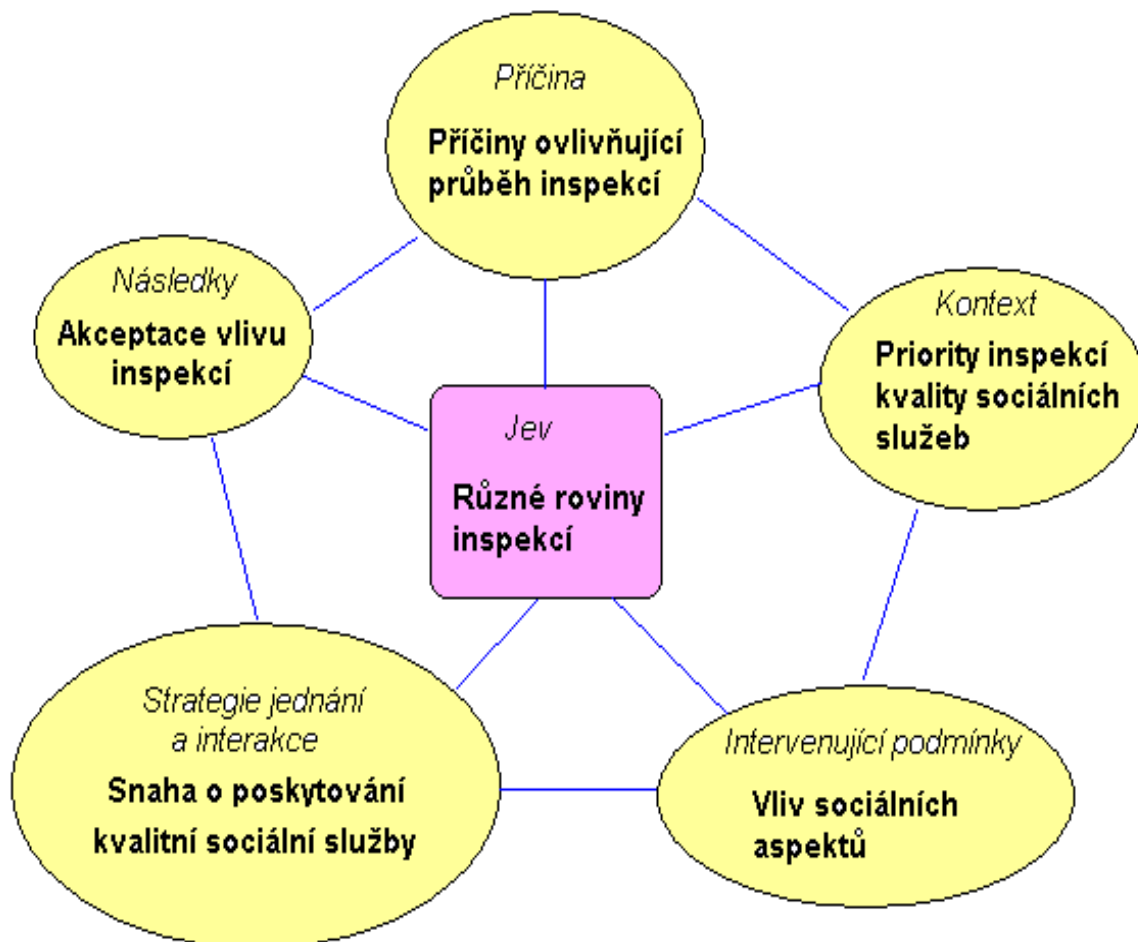 Příčina
Příčiny ovlivňující
průběh inspekcí
Následky
Akceptace vlivu
inspekcí
Kontext
Priority inspekcí
kvality sociálních
služeb
Jev
Různé roviny
inspekcí
Strategie jednání
a interakce
Snaha o poskytování
kvalitní sociální služby
Intervenující podmínky
Vliv sociálních
aspektů